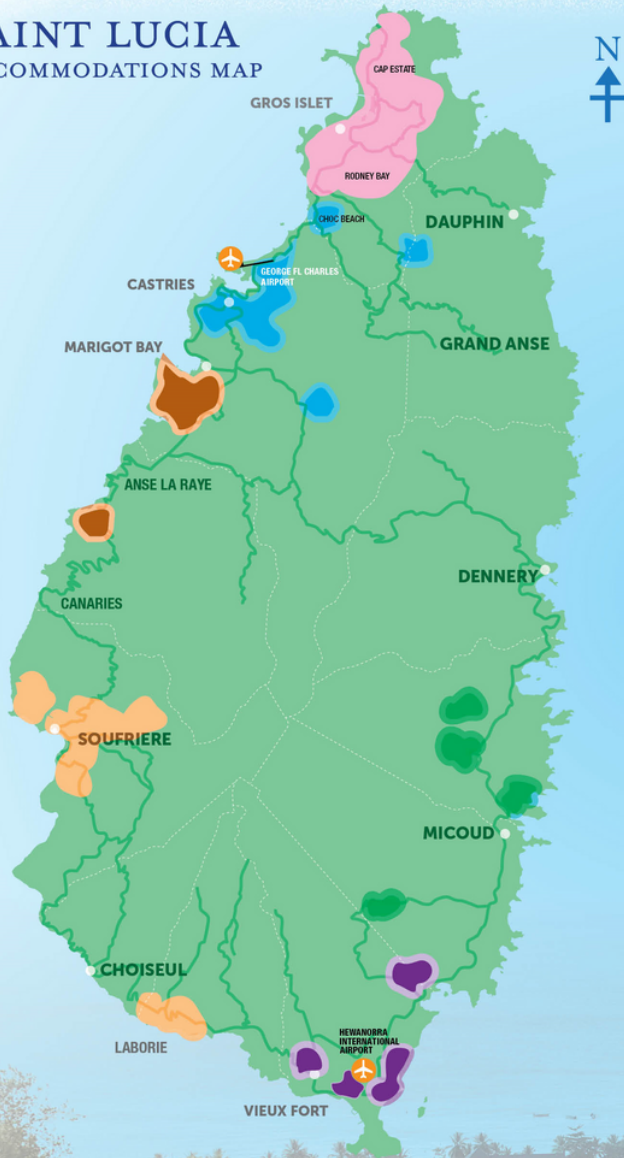 AINT LUCIA
COMMODATIONS MAP
N
CAP ESTATE
GROS ISLET
RODNEY BAY
CHOC BEACH
DAUPHIN
GEORGE FL CHARLES
AIRPORT
CASTRIES
MARIGOT BAY
GRAND ANSE
ANSE LA RAYE
DENNERY
CANARIES
SOUFRIERE
MICOUD
CHOISEUL
HEWANORRA
INTERNATIONAL
AIRPORT
LABORIE
VIEUX FORT